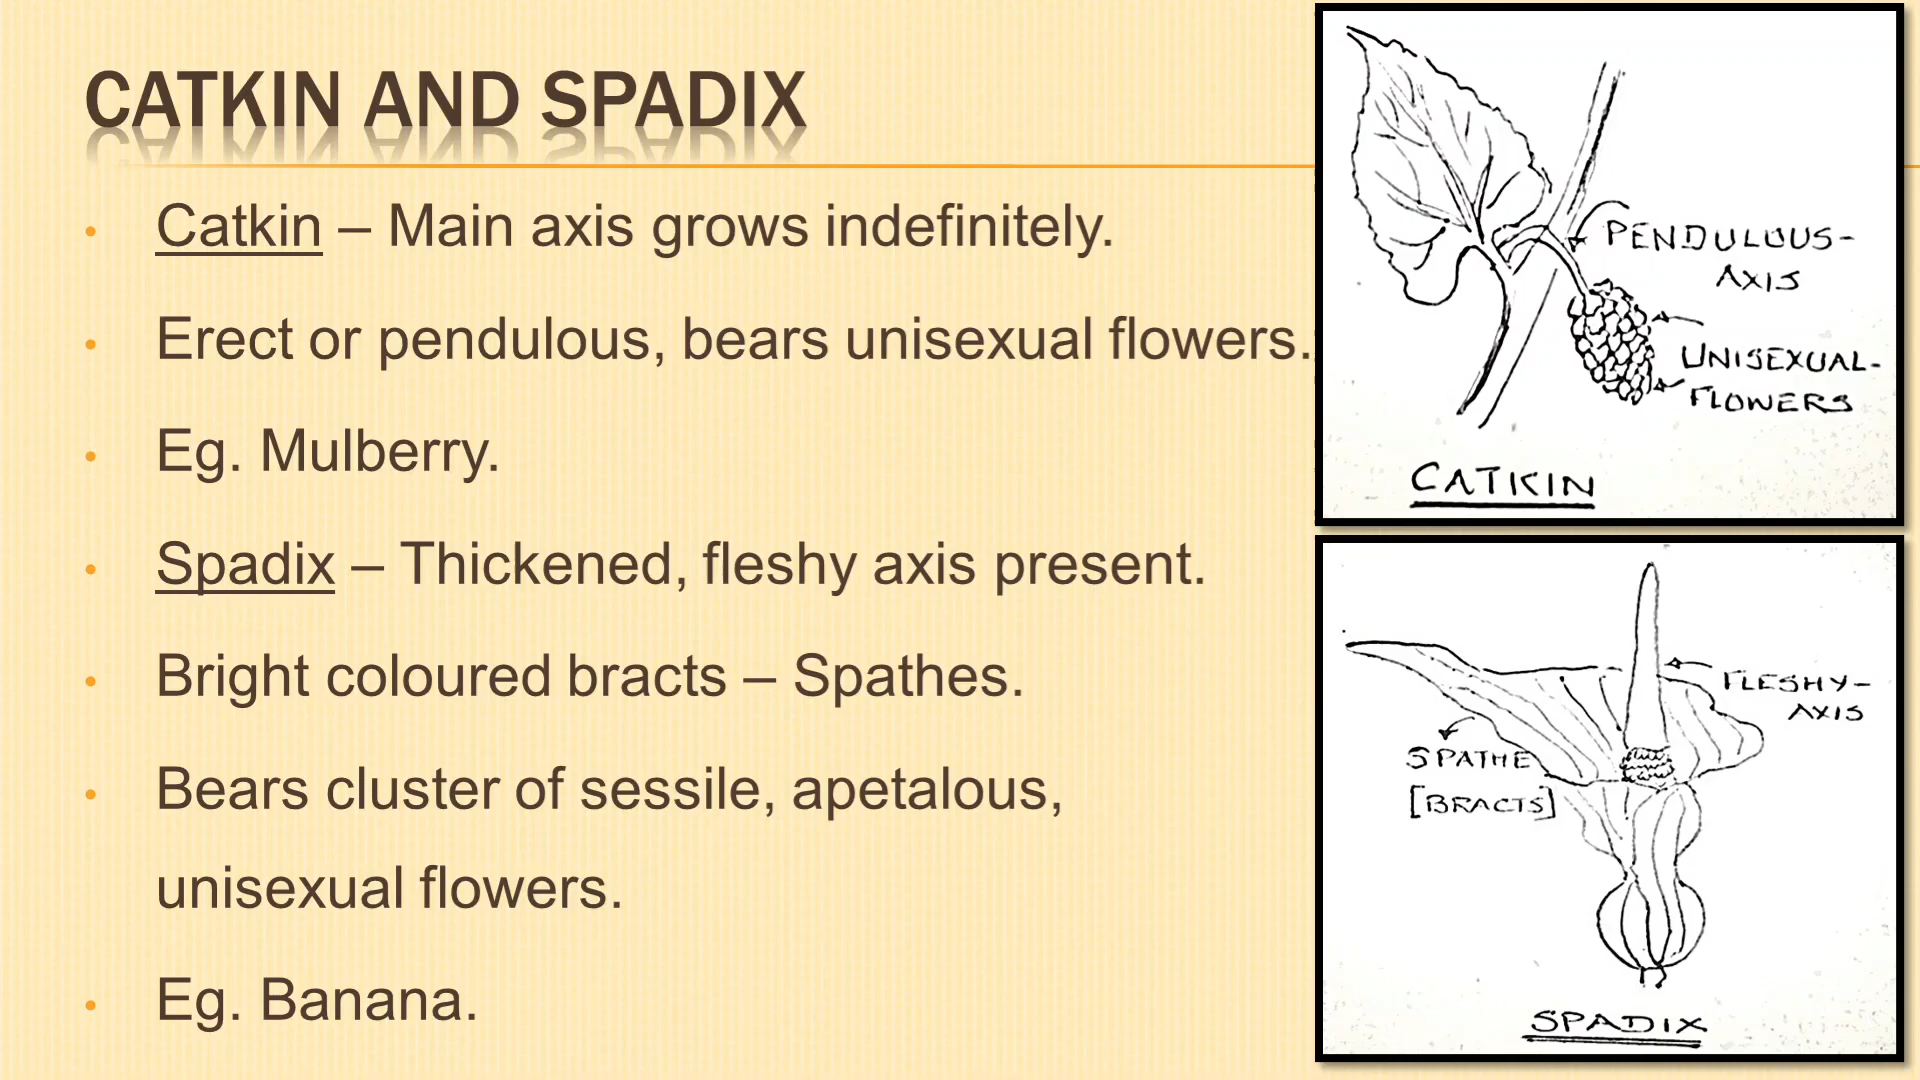 CATKIN AND SPADIX
• Catkin – Main axis grows indefinitely.
• Erect or pendulous, bears unisexual flowers.
• Eg. Mulberry.
• Spadix – Thickened, fleshy axis present.
• Bright coloured bracts – Spathes.
• Bears cluster of sessile, apetalous,
unisexual flowers.
• Eg. Banana.
PENDULOUS-
AXIS
UNISEXUAL-
FLOWERS
CATKIN
FLESHY-
AXIS
SPATHE
[BRACTS]
SPADIX